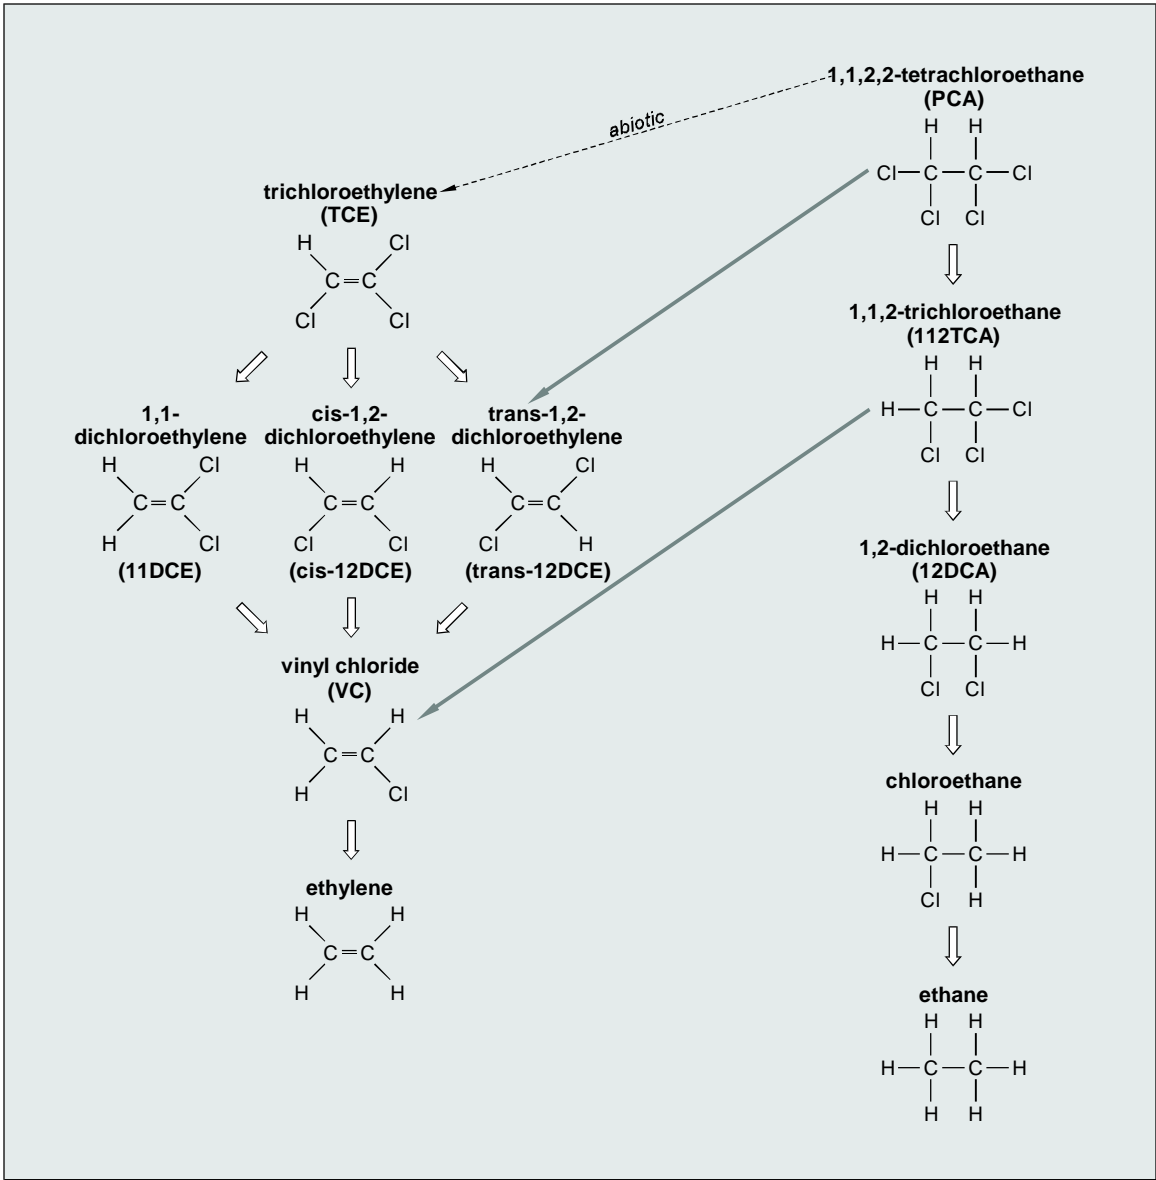 1,1,2,2-tetrachloroethane
(PCA)
H H
Cl C C Cl
Cl Cl
abiotic
trichloroethylene
(TCE)
H Cl
C=C
Cl Cl
1,1,2-trichloroethane
(112TCA)
H H
H C C Cl
Cl Cl
1,1-
dichloroethylene
H Cl
C=C
H Cl
(11DCE)
cis-1,2-
dichloroethylene
H H
C=C
Cl Cl
(cis-12DCE)
trans-1,2-
dichloroethylene
H Cl
C=C
Cl H
(trans-12DCE)
1,2-dichloroethane
(12DCA)
H H
H C C H
Cl Cl
vinyl chloride
(VC)
H H
C=C
H Cl
chloroethane
H H
H C C H
Cl H
ethylene
H H
C=C
H H
ethane
H H
H C C H
H H